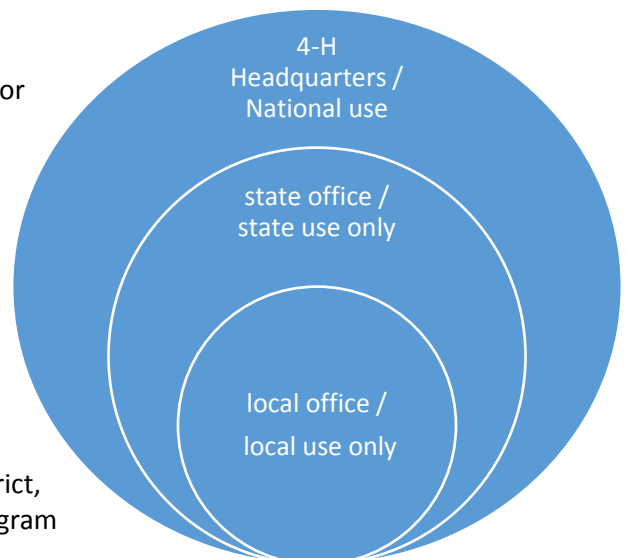 4-H
Headquarters /
National use
or
state office /
state use only
local office /
local use only
rict,
gram